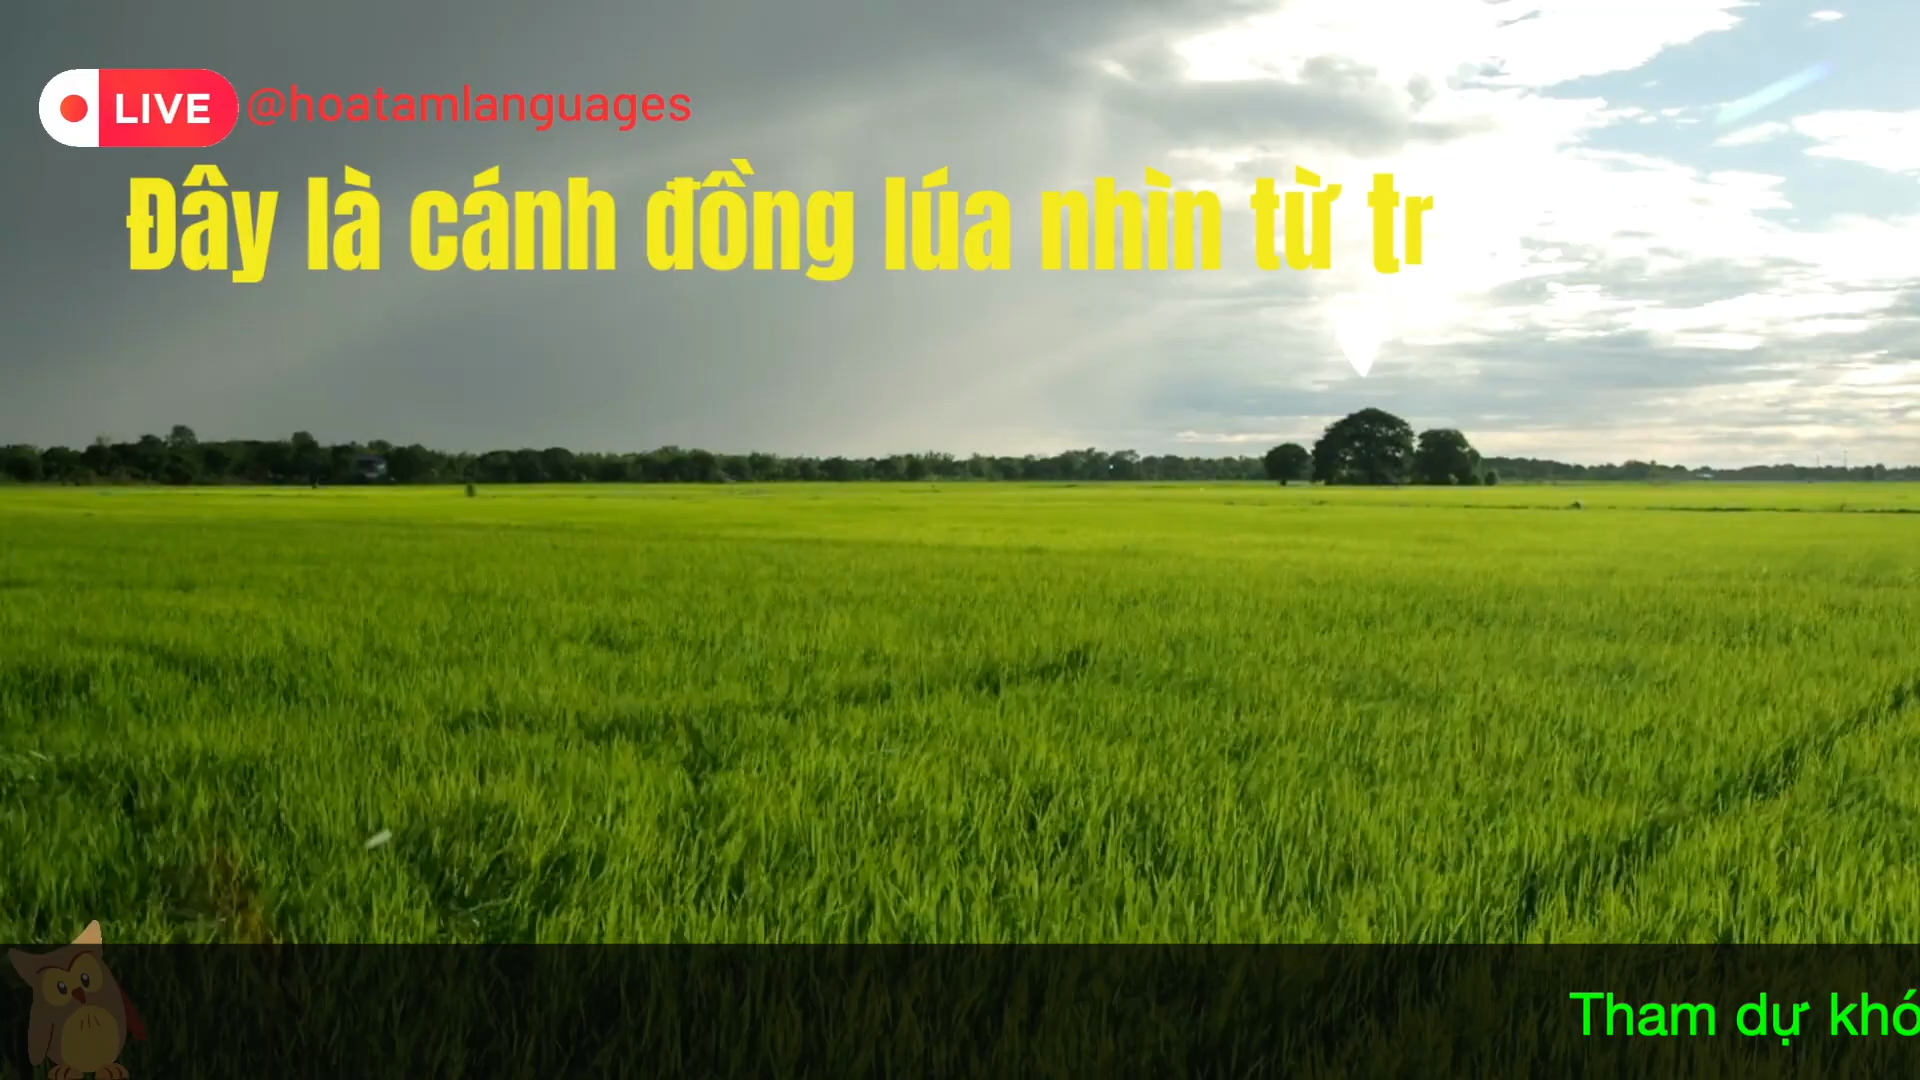 LIVE @hoatamlanguages
Đây là cánh đồng lúa nhìn từ tr
Tham dự khó